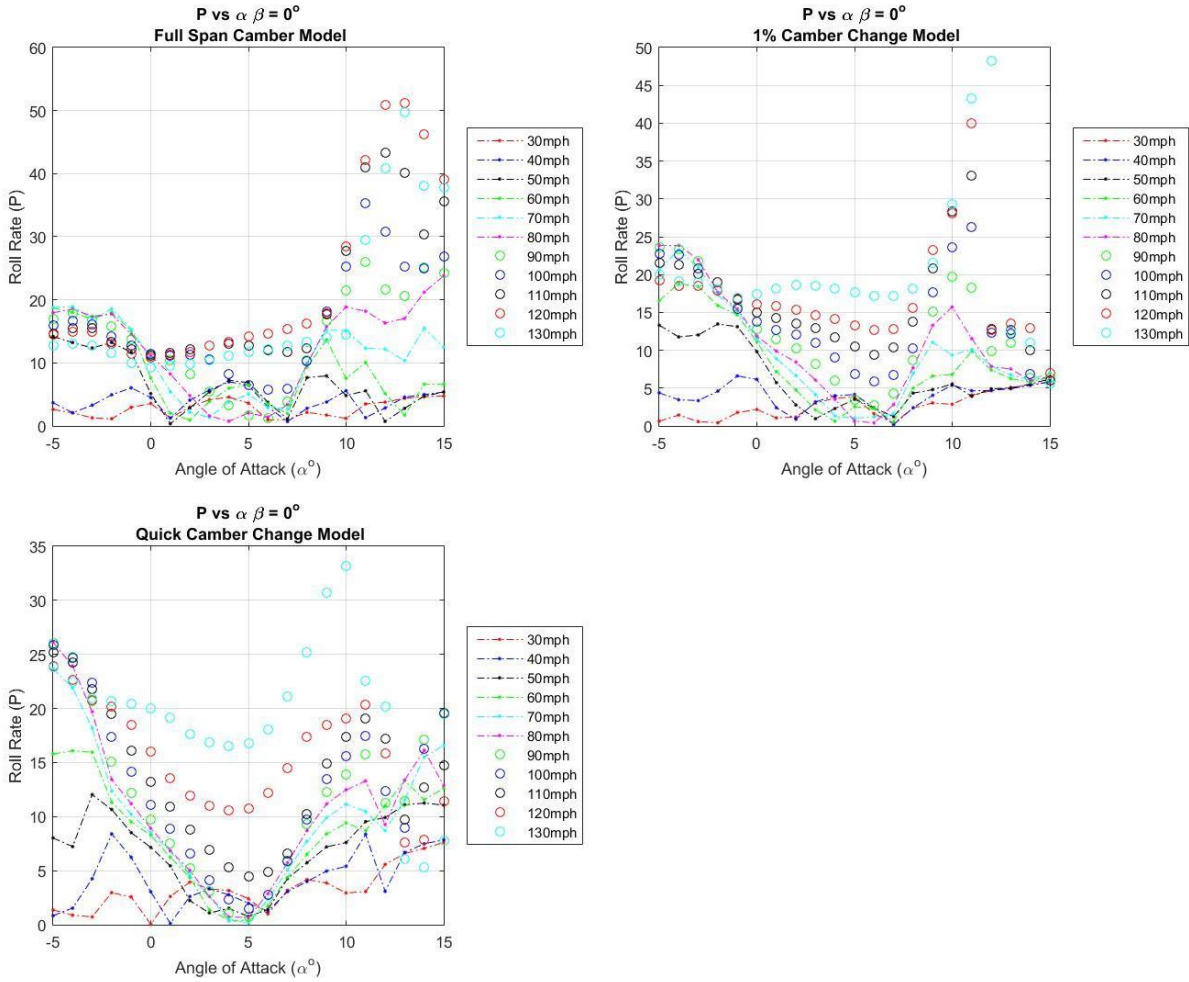 P vs α β = 0°
Full Span Camber Model
60
50
40
30
20
10
0
Roll Rate (P)
-5
0
5
10
15
Angle of Attack (α°)
30mph
40mph
50mph
60mph
70mph
80mph
90mph
100mph
110mph
120mph
130mph
P vs α β = 0°
1% Camber Change Model
50
45
40
35
30
25
20
15
10
5
0
Roll Rate (P)
-5
0
5
10
15
Angle of Attack (α°)
30mph
40mph
50mph
60mph
70mph
80mph
90mph
100mph
110mph
120mph
130mph
P vs α β = 0°
Quick Camber Change Model
35
30
25
20
15
10
5
0
Roll Rate (P)
-5
0
5
10
15
Angle of Attack (α°)
30mph
40mph
50mph
60mph
70mph
80mph
90mph
100mph
110mph
120mph
130mph